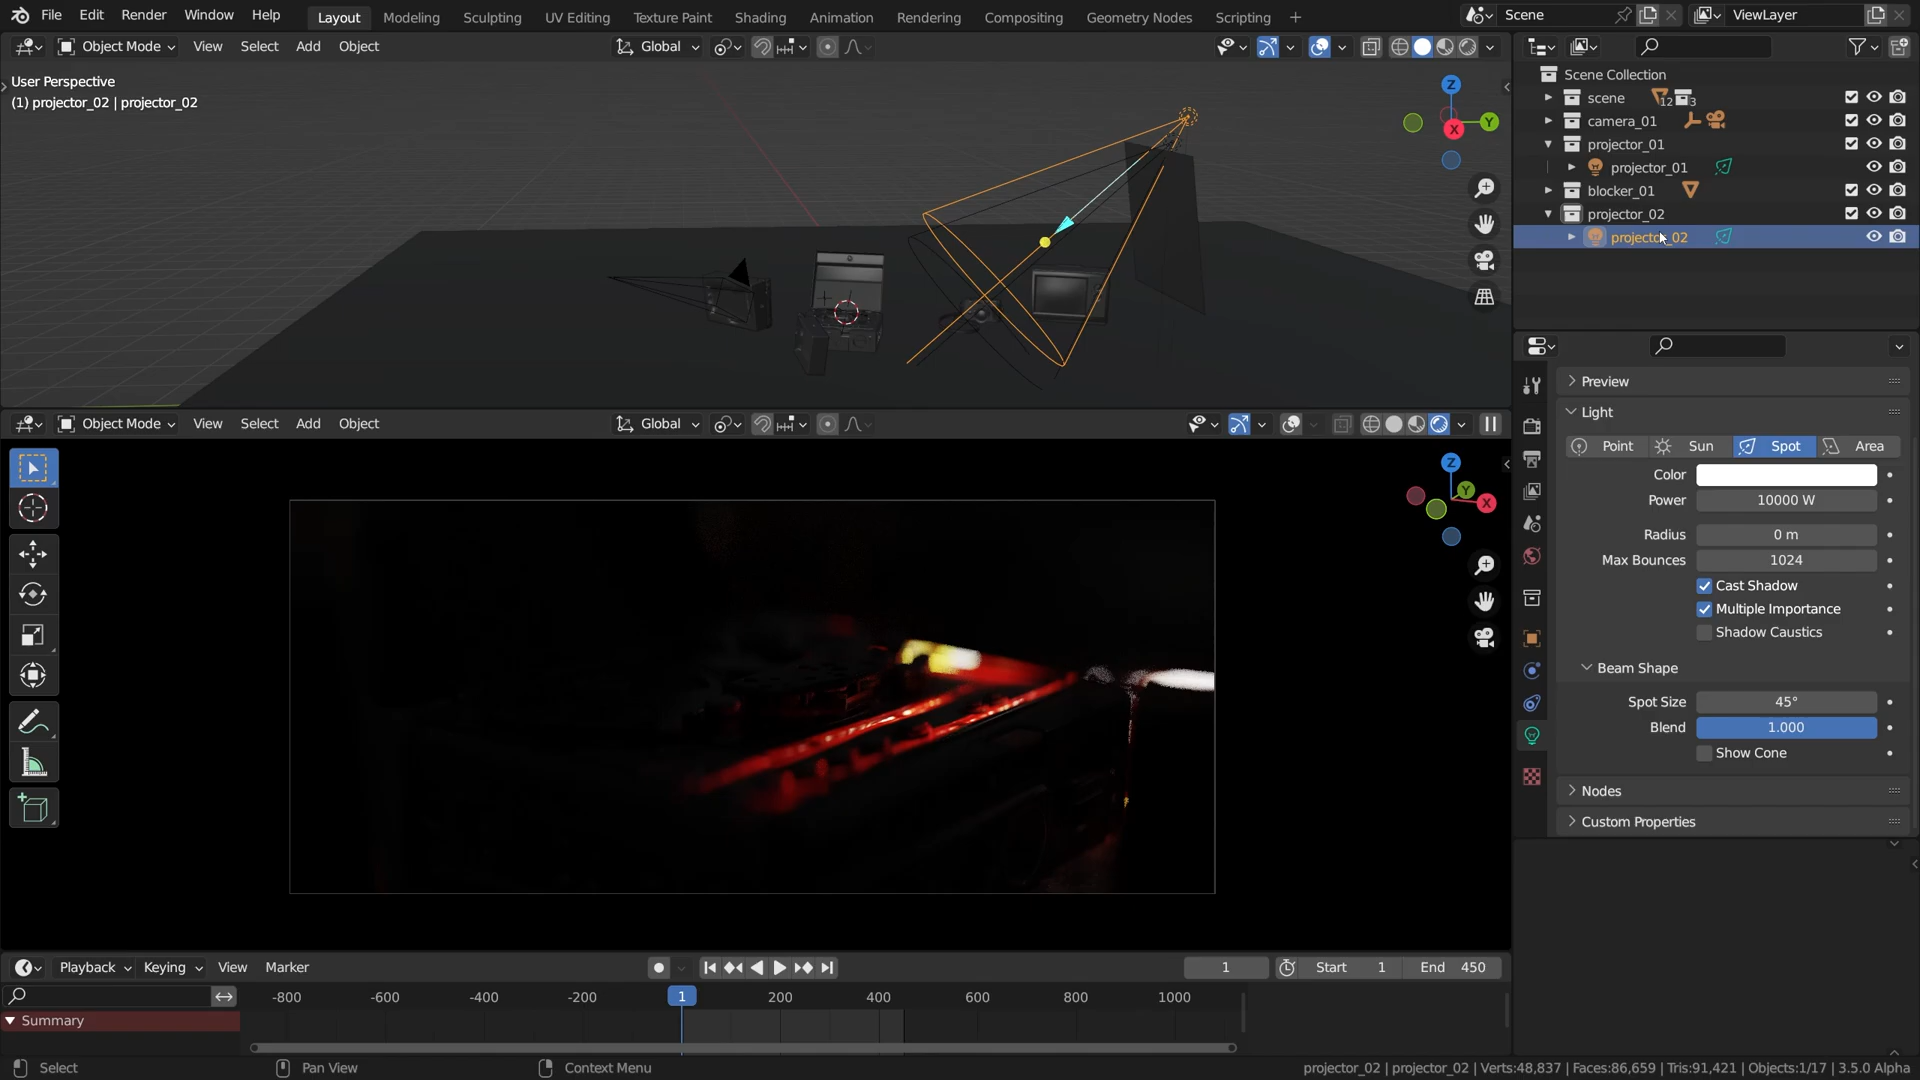 File Edit Render Window Help Layout Modeling Sculpting UV Editing Texture Paint Shading Animation Rendering Compositing Geometry Nodes Scripting + Scene ViewLayer
Object Mode View Select Add Object Global
User Perspective
(1) projector_02 | projector_02
Z
Y
X
Scene Collection
scene 12 3
camera_01
projector_01
projector_01
blocker_01
projector_02
projector_02
Preview
Light
Point Sun Spot Area
Color
Power 10000 W
Radius 0 m
Max Bounces 1024
Cast Shadow
Multiple Importance
Shadow Caustics
Beam Shape
Spot Size 45°
Blend 1.000
Show Cone
Nodes
Custom Properties
Object Mode View Select Add Object Global
Z
Y
X
Playback Keying View Marker 1 Start 1 End 450
-800 -600 -400 -200 1 200 400 600 800 1000
Summary
Select Pan View Context Menu projector_02 | projector_02 | Verts:48,837 | Faces:86,659 | Tris:91,421 | Objects:1/17 | 3.5.0 Alpha